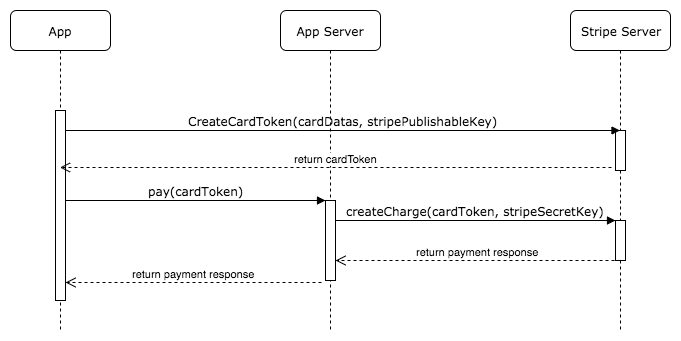 App
App Server
Stripe Server
CreateCardToken(cardDatas, stripePublishableKey)
return cardToken
pay(cardToken)
createCharge(cardToken, stripeSecretKey)
return payment response
return payment response